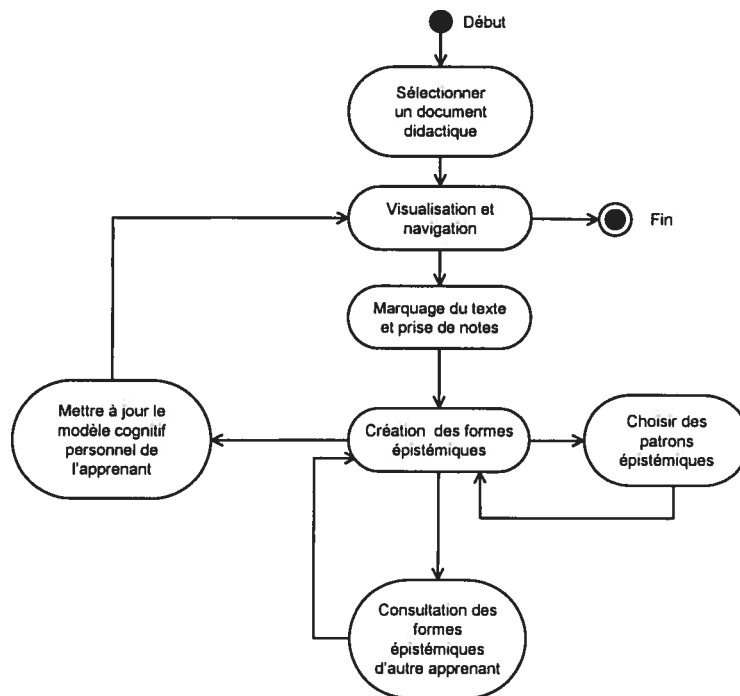 Début
Sélectionner
un document
didactique
Visualisation et
navigation
Fin
Marquage du texte
et prise de notes
Mettre à jour le
modèle cognitif
personnel de
l'apprenant
Création des formes
épistémiques
Choisir des
patrons
épistémiques
Consultation des
formes
épistémiques
d'autre apprenant